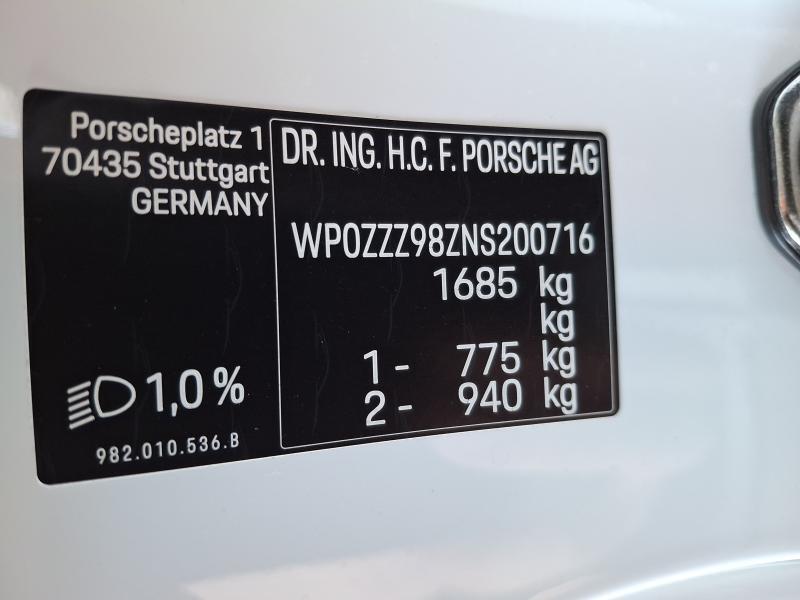 Porscheplatz 1
70435 Stuttgart
GERMANY
1,0 %
982.010.536.B
DR. ING. H.C. F. PORSCHE AG
WP0ZZZ98ZNS200716
1685 kg
kg
1 - 775 kg
2 - 940 kg